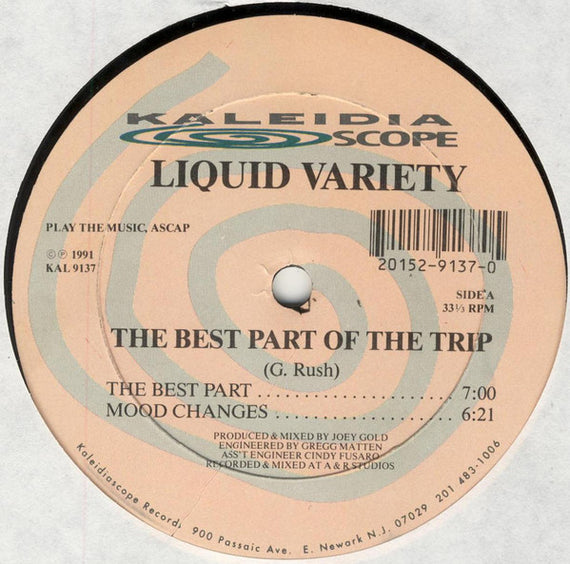 KALEIDIA
SCOPE
LIQUID VARIETY
PLAY THE MUSIC, ASCAP
© ℗ 1991
KAL 9137
20152-9137-0
SIDE A
33⅓ RPM
THE BEST PART OF THE TRIP
(G. Rush)
THE BEST PART ..................... 7:00
MOOD CHANGES ................... 6:21
PRODUCED & MIXED BY JOEY GOLD
ENGINEERED BY GREGG MATTEN
ASS'T ENGINEER CINDY FUSARO
RECORDED & MIXED AT A & R STUDIOS
Kaleidiascope Records 900 Passaic Ave. E. Newark N.J. 07029 201 483-1006